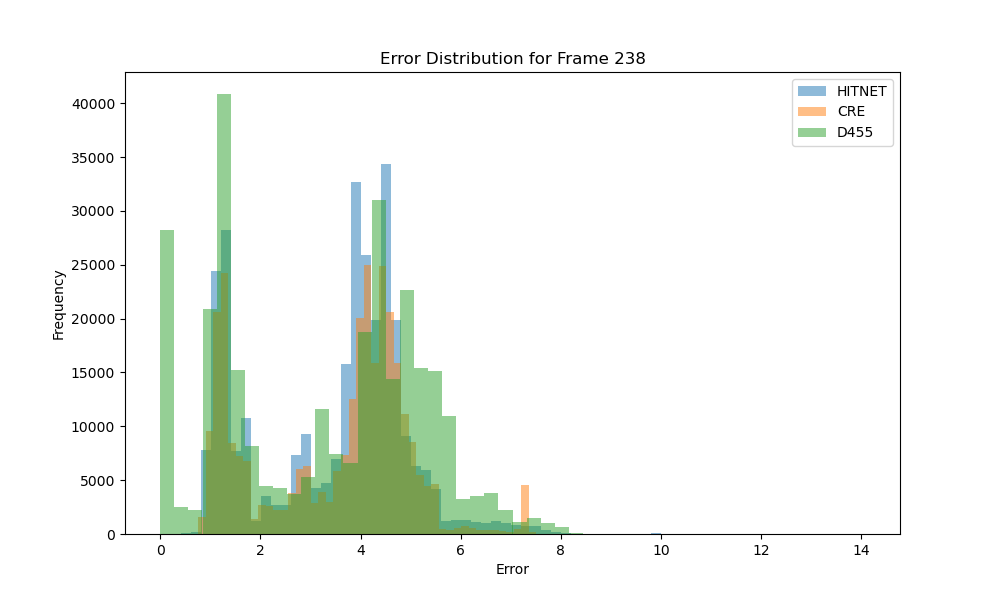 Error Distribution for Frame 238
HITNET
CRE
D455
40000
35000
30000
25000
20000
15000
10000
5000
0
Frequency
0 2 4 6 8 10 12 14
Error